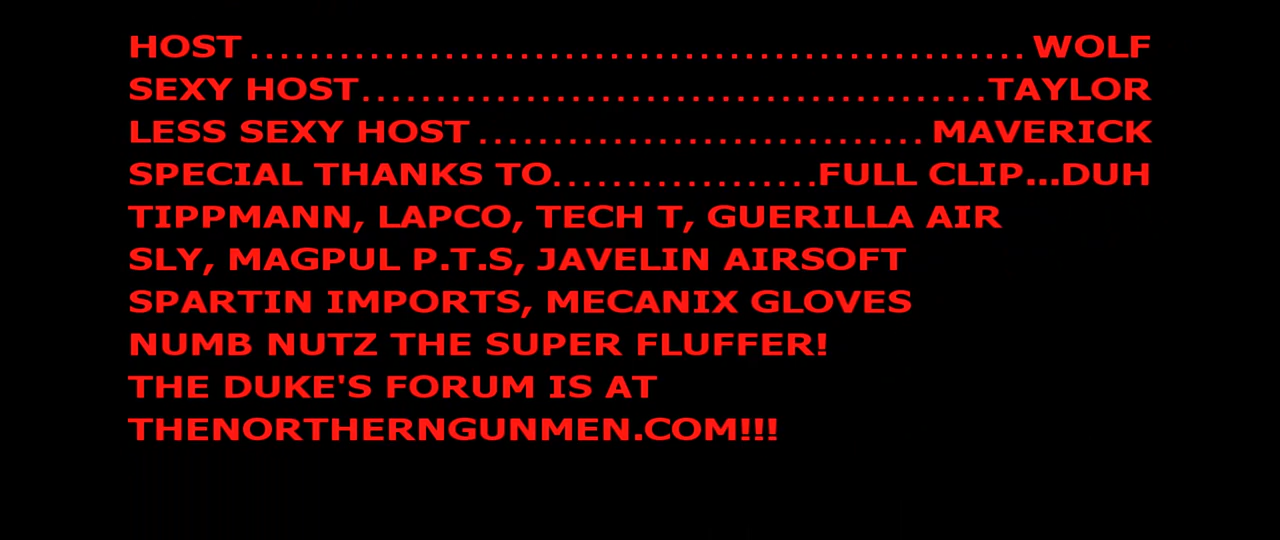 HOST ..................................................... WOLF
SEXY HOST...........................................TAYLOR
LESS SEXY HOST .............................. MAVERICK
SPECIAL THANKS TO..................FULL CLIP...DUH
TIPPMANN, LAPCO, TECH T, GUERILLA AIR
SLY, MAGPUL P.T.S, JAVELIN AIRSOFT
SPARTIN IMPORTS, MECANIX GLOVES
NUMB NUTZ THE SUPER FLUFFER!
THE DUKE'S FORUM IS AT
THENORTHERNGUNMEN.COM!!!